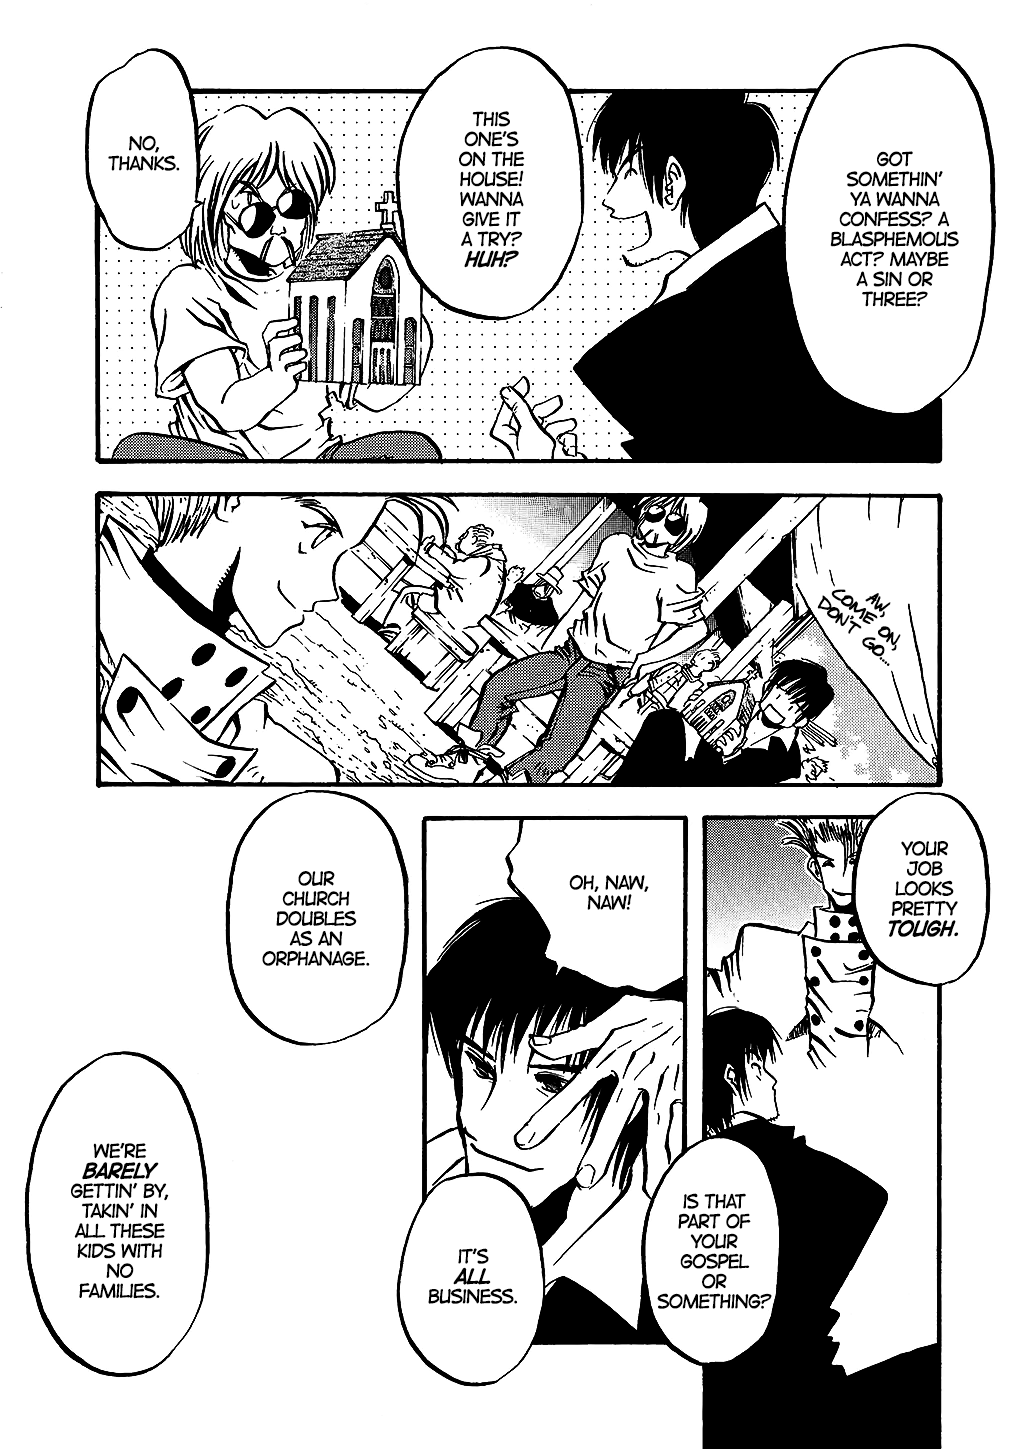 GOT
SOMETHIN'
YA WANNA
CONFESS? A
BLASPHEMOUS
ACT? MAYBE
A SIN OR
THREE?
THIS
ONE'S
ON THE
HOUSE!
WANNA
GIVE IT
A TRY?
HUH?
NO,
THANKS.
AW,
COME ON,
DON'T GO...
YOUR
JOB
LOOKS
PRETTY
TOUGH.
IS THAT
PART OF
YOUR
GOSPEL
OR
SOMETHING?
OH, NAW,
NAW!
IT'S
ALL
BUSINESS.
OUR
CHURCH
DOUBLES
AS AN
ORPHANAGE.
WE'RE
BARELY
GETTIN' BY,
TAKIN' IN
ALL THESE
KIDS WITH
NO
FAMILIES.